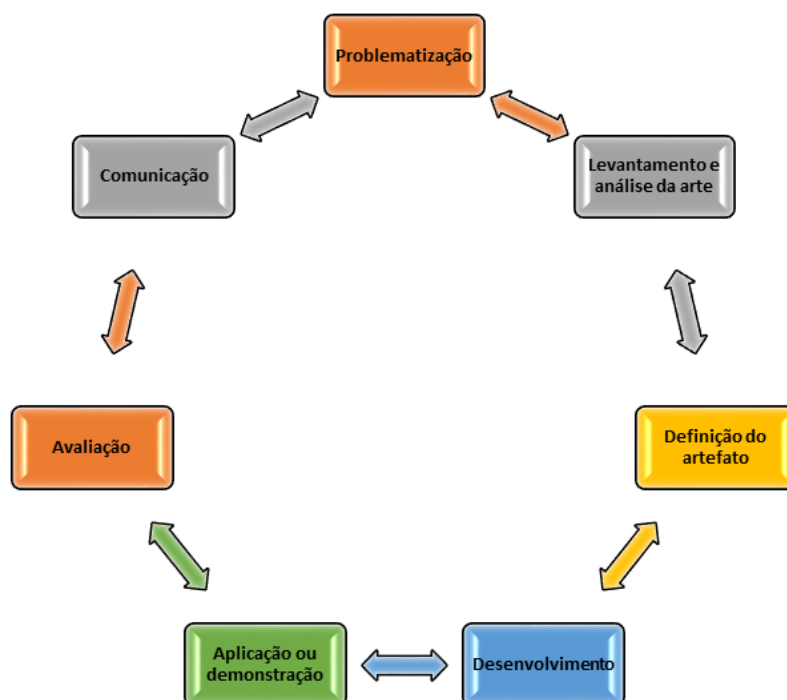 Problematização
Levantamento e
análise da arte
Definição do
artefato
Desenvolvimento
Aplicação ou
demonstração
Avaliação
Comunicação